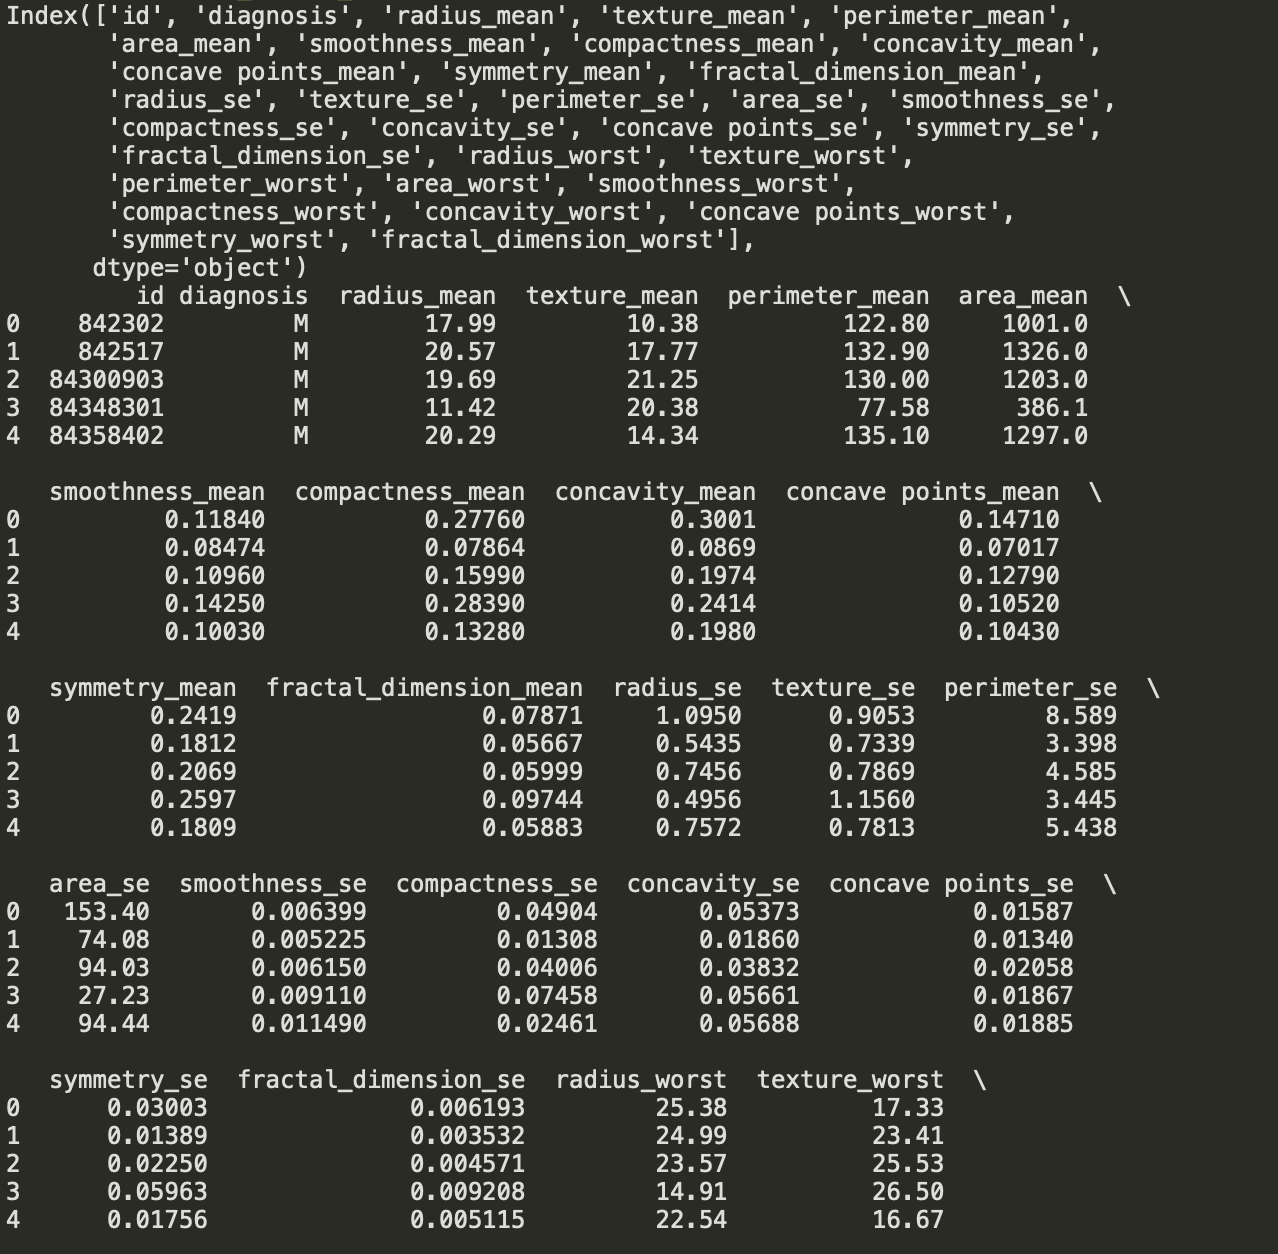 Index(['id', 'diagnosis', 'radius_mean', 'texture_mean', 'perimeter_mean',
       'area_mean', 'smoothness_mean', 'compactness_mean', 'concavity_mean',
       'concave points_mean', 'symmetry_mean', 'fractal_dimension_mean',
       'radius_se', 'texture_se', 'perimeter_se', 'area_se', 'smoothness_se',
       'compactness_se', 'concavity_se', 'concave points_se', 'symmetry_se',
       'fractal_dimension_se', 'radius_worst', 'texture_worst',
       'perimeter_worst', 'area_worst', 'smoothness_worst',
       'compactness_worst', 'concavity_worst', 'concave points_worst',
       'symmetry_worst', 'fractal_dimension_worst'],
      dtype='object')
         id diagnosis  radius_mean  texture_mean  perimeter_mean  area_mean  \
0    842302         M        17.99         10.38          122.80     1001.0
1    842517         M        20.57         17.77          132.90     1326.0
2  84300903         M        19.69         21.25          130.00     1203.0
3  84348301         M        11.42         20.38           77.58      386.1
4  84358402         M        20.29         14.34          135.10     1297.0
   smoothness_mean  compactness_mean  concavity_mean  concave points_mean  \
0          0.11840           0.27760          0.3001              0.14710
1          0.08474           0.07864          0.0869              0.07017
2          0.10960           0.15990          0.1974              0.12790
3          0.14250           0.28390          0.2414              0.10520
4          0.10030           0.13280          0.1980              0.10430
   symmetry_mean  fractal_dimension_mean  radius_se  texture_se  perimeter_se  \
0         0.2419                 0.07871     1.0950      0.9053         8.589
1         0.1812                 0.05667     0.5435      0.7339         3.398
2         0.2069                 0.05999     0.7456      0.7869         4.585
3         0.2597                 0.09744     0.4956      1.1560         3.445
4         0.1809                 0.05883     0.7572      0.7813         5.438
   area_se  smoothness_se  compactness_se  concavity_se  concave points_se  \
0   153.40       0.006399         0.04904       0.05373            0.01587
1    74.08       0.005225         0.01308       0.01860            0.01340
2    94.03       0.006150         0.04006       0.03832            0.02058
3    27.23       0.009110         0.07458       0.05661            0.01867
4    94.44       0.011490         0.02461       0.05688            0.01885
   symmetry_se  fractal_dimension_se  radius_worst  texture_worst  \
0      0.03003              0.006193         25.38          17.33
1      0.01389              0.003532         24.99          23.41
2      0.02250              0.004571         23.57          25.53
3      0.05963              0.009208         14.91          26.50
4      0.01756              0.005115         22.54          16.67